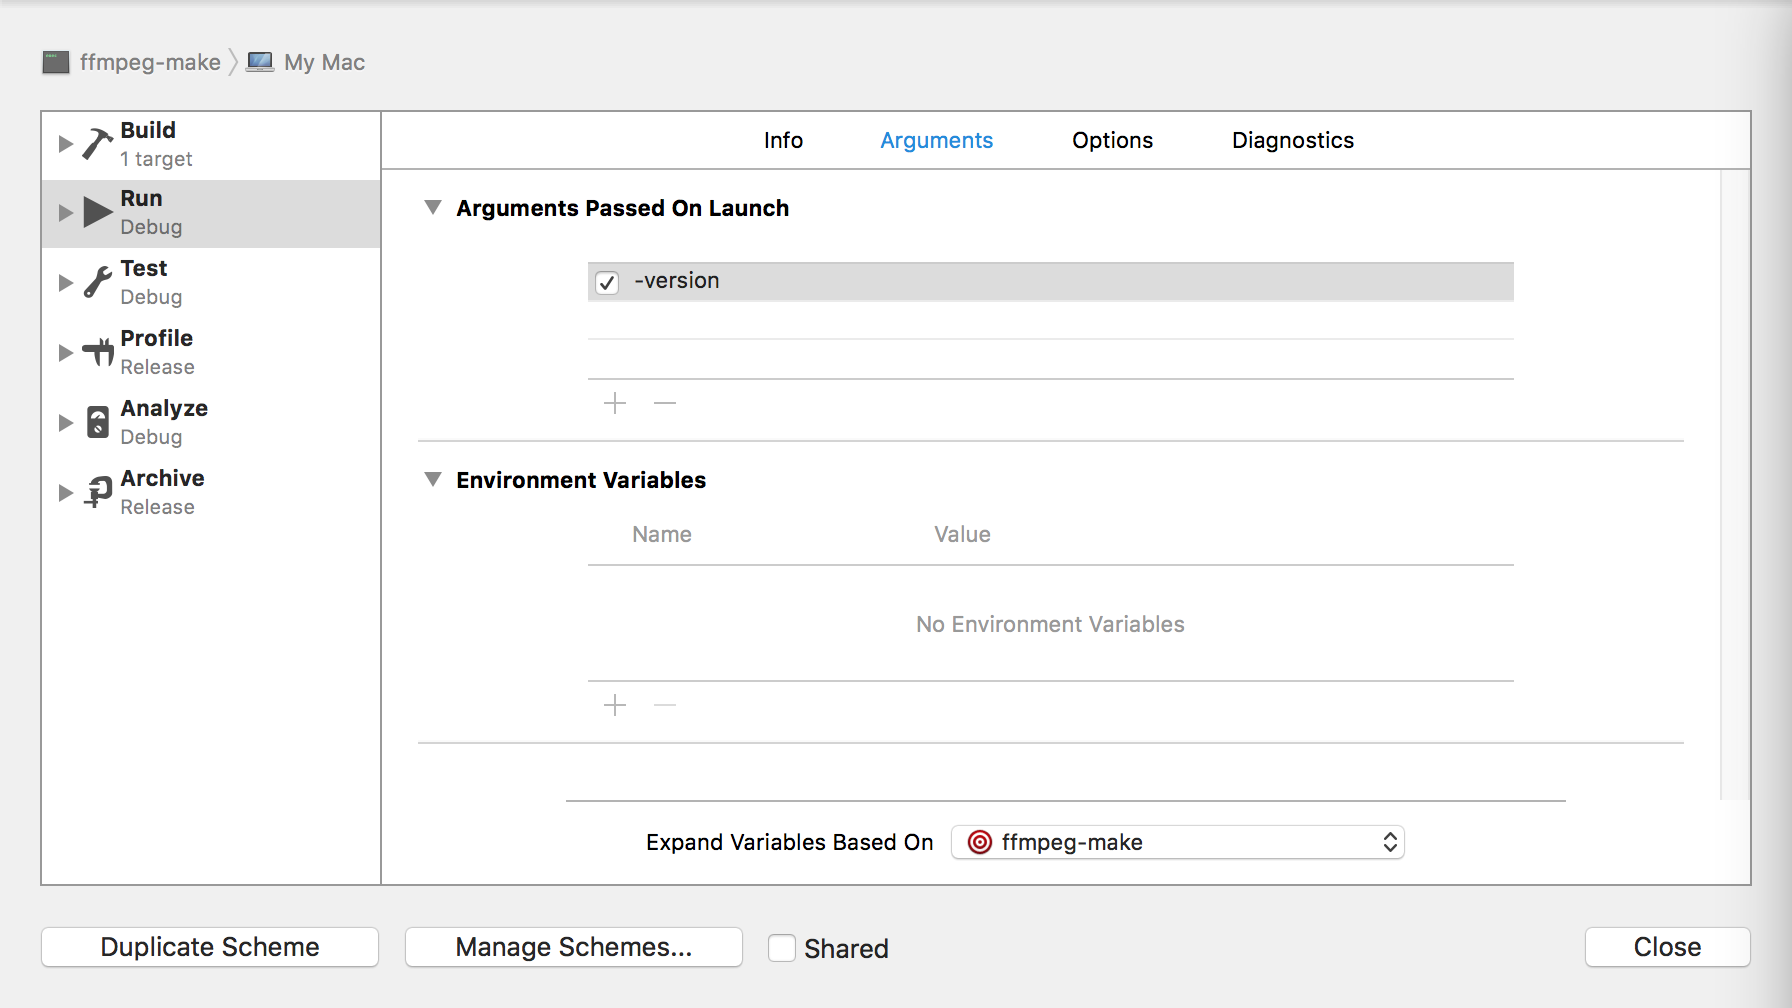 ffmpeg-make My Mac
Build
1 target
Run
Debug
Test
Debug
Profile
Release
Analyze
Debug
Archive
Release
Info Arguments Options Diagnostics
Arguments Passed On Launch
-version
Environment Variables
Name Value
No Environment Variables
Expand Variables Based On ffmpeg-make
Duplicate Scheme Manage Schemes... Shared Close